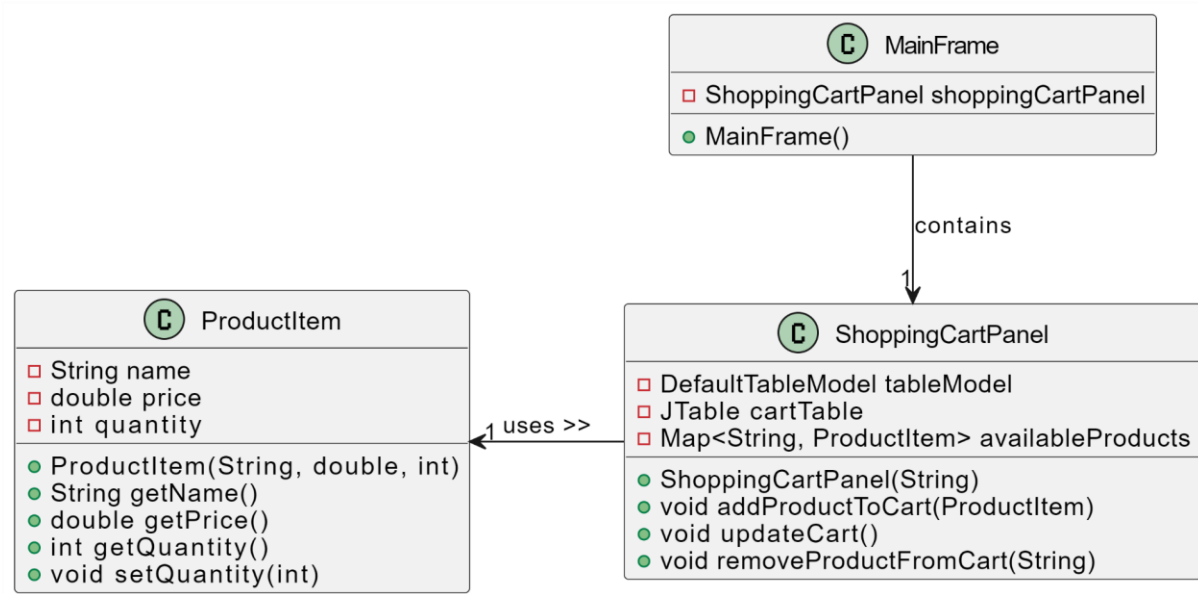 C MainFrame
ShoppingCartPanel shoppingCartPanel
MainFrame()
contains
1
C ProductItem
String name
double price
int quantity
ProductItem(String, double, int)
String getName()
double getPrice()
int getQuantity()
void setQuantity(int)
1 uses >>
C ShoppingCartPanel
DefaultTableModel tableModel
JTable cartTable
Map<String, ProductItem> availableProducts
ShoppingCartPanel(String)
void addProductToCart(ProductItem)
void updateCart()
void removeProductFromCart(String)